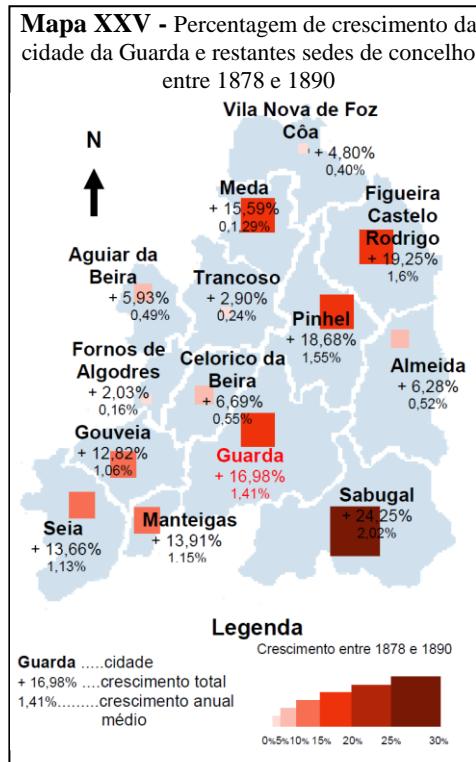 Mapa XXV - Percentagem de crescimento da
cidade da Guarda e restantes sedes de concelho
entre 1878 e 1890
N
Vila Nova de Foz
Côa
+ 4,80%
0,40%
Meda
+ 15,59%
0,1,29%
Figueira
Castelo
Rodrigo
+ 19,25%
1,6%
Aguiar da
Beira
+ 5,93%
0,49%
Trancoso
+ 2,90%
0,24%
Pinhel
+ 18,68%
1,55%
Almeida
+ 6,28%
0,52%
Fornos de
Algodres
+ 2,03%
0,16%
Celorico da
Beira
+ 6,69%
0,55%
Gouveia
+ 12,82%
1,06%
Guarda
+ 16,98%
1,41%
Seia
+ 13,66%
1,13%
Manteigas
+ 13,91%
1,15%
Sabugal
+ 24,25%
2,02%
Legenda
Guarda .....cidade
+ 16,98% ....crescimento total
1,41%.........crescimento anual
médio
Crescimento entre 1878 e 1890
0% 5% 10% 15% 20% 25% 30%